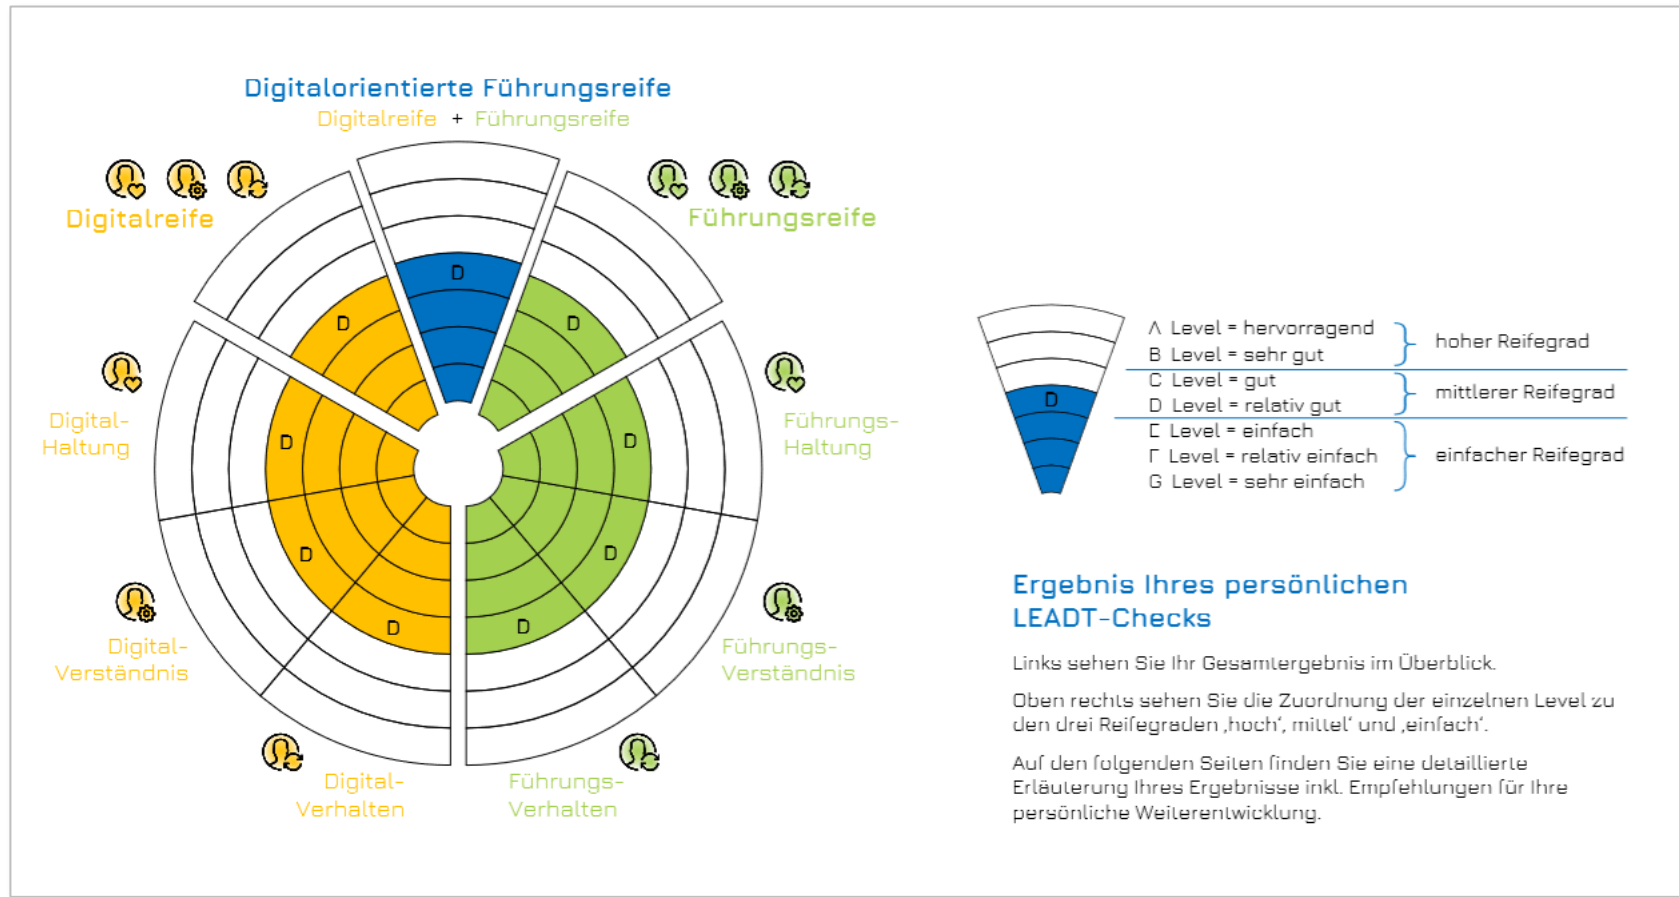 Digitalorientierte Führungsreife
Digitalreife + Führungsreife
Digitalreife
Führungsreife
D
D
D
Digital-
Haltung
D
D
Führungs-
Haltung
D
D
Digital-
Verständnis
D
D
Führungs-
Verständnis
Digital-
Verhalten
Führungs-
Verhalten
D
A Level = hervorragend
B Level = sehr gut
hoher Reifegrad
C Level = gut
D Level = relativ gut
mittlerer Reifegrad
E Level = einfach
F Level = relativ einfach
G Level = sehr einfach
einfacher Reifegrad
Ergebnis Ihres persönlichen
LEADT-Checks
Links sehen Sie Ihr Gesamtergebnis im Überblick.
Oben rechts sehen Sie die Zuordnung der einzelnen Level zu
den drei Reifegraden ‚hoch‘, mittel‘ und ‚einfach‘.
Auf den folgenden Seiten finden Sie eine detaillierte
Erläuterung Ihres Ergebnisse inkl. Empfehlungen für Ihre
persönliche Weiterentwicklung.